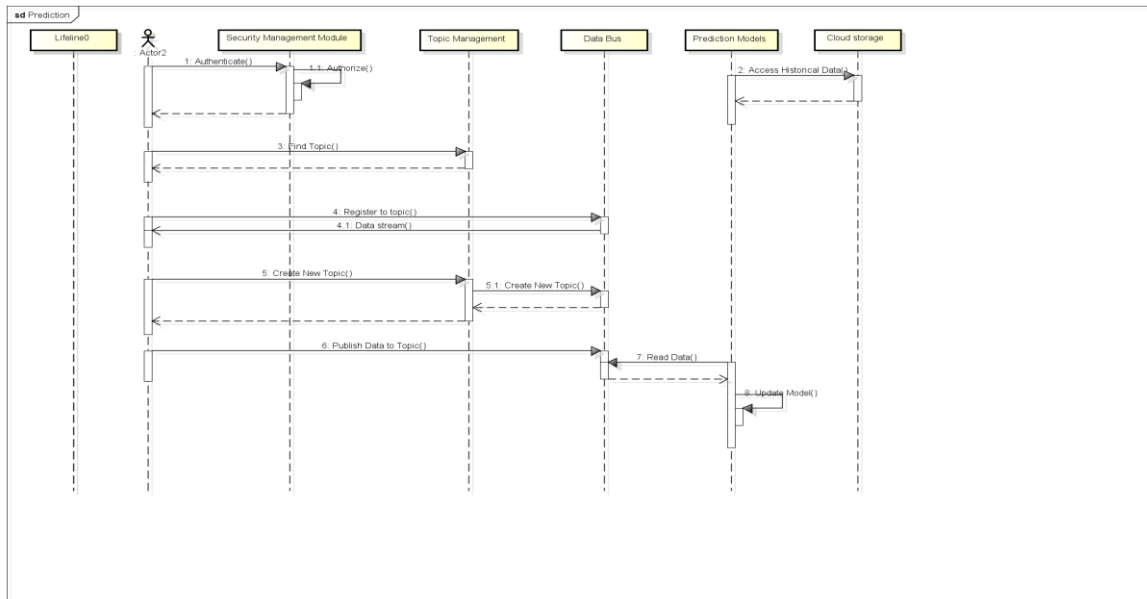 sd Prediction
Lifeline0
: Actor2
Security Management Module
Topic Management
Data Bus
Prediction Models
Cloud storage
1: Authenticate()
1.1: Authorize()
2: Access Historical Data()
3: Find Topic()
4: Register to topic()
4.1: Data stream()
5: Create New Topic()
5.1: Create New Topic()
6: Publish Data to Topic()
7: Read Data()
8: Update Model()